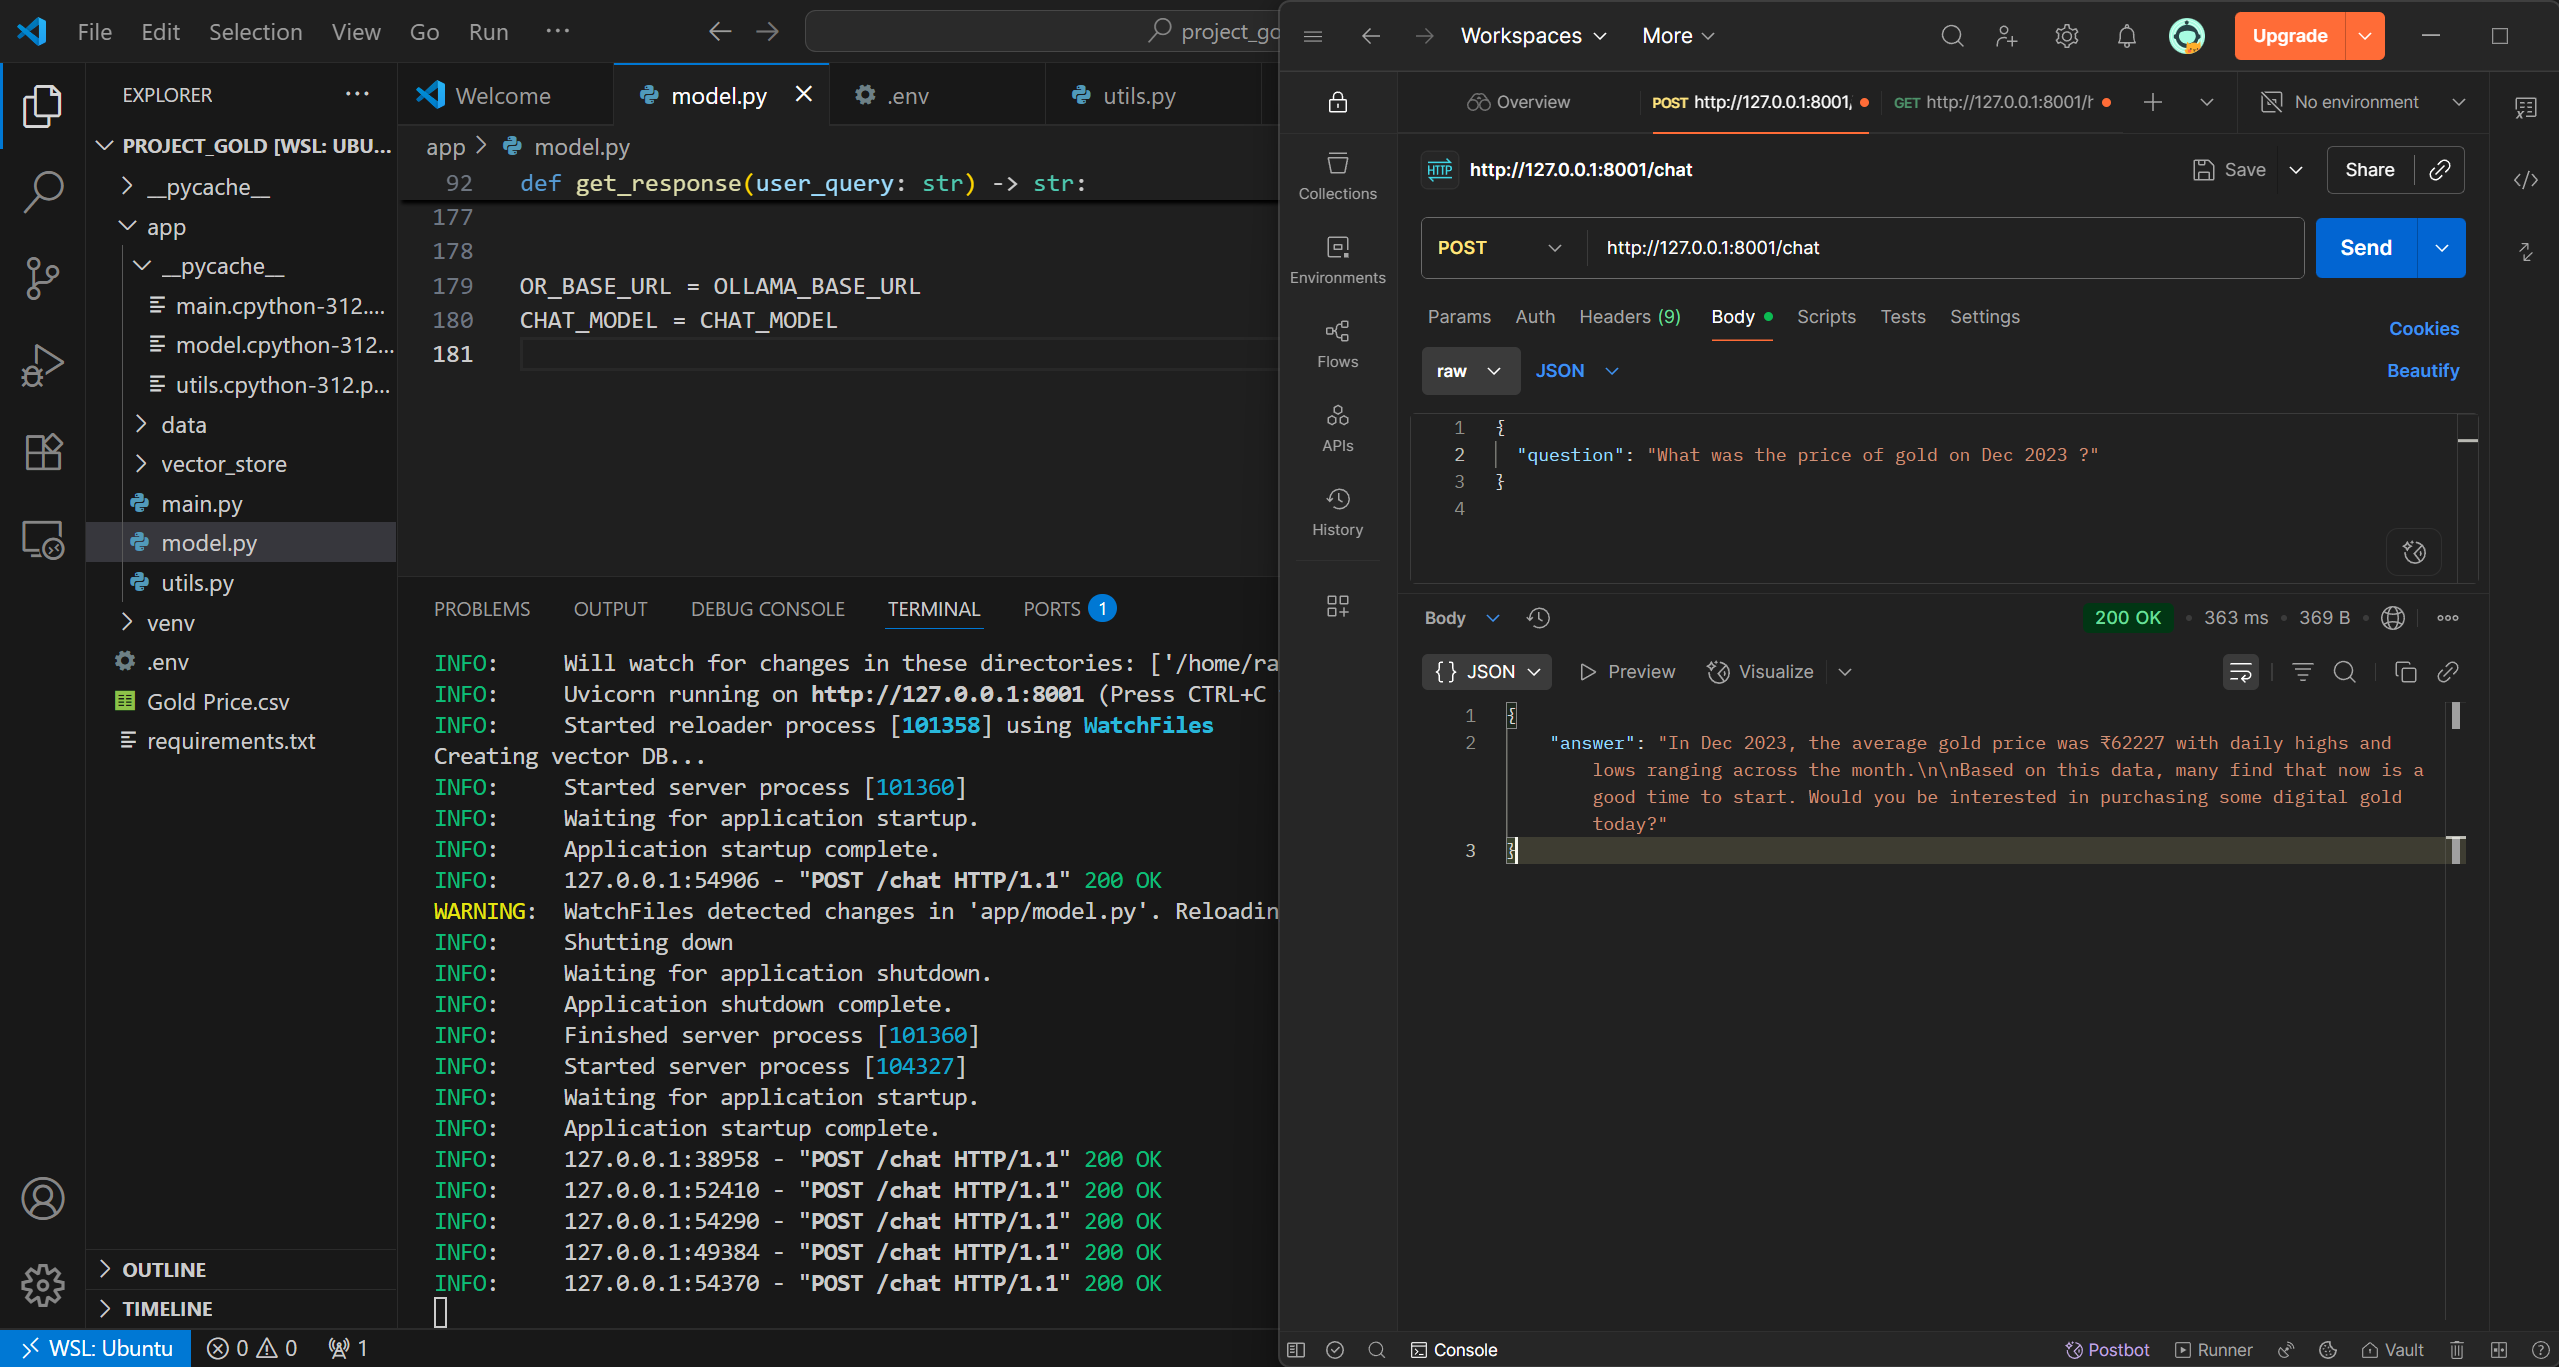 File Edit Selection View Go Run ···
project_go
EXPLORER ···
PROJECT_GOLD [WSL: UBU...
__pycache__
app
__pycache__
main.cpython-312....
model.cpython-312...
utils.cpython-312.p...
data
vector_store
main.py
model.py
utils.py
venv
.env
Gold Price.csv
requirements.txt
OUTLINE
TIMELINE
Welcome model.py .env utils.py
app > model.py
92 def get_response(user_query: str) -> str:
177
178
179 OR_BASE_URL = OLLAMA_BASE_URL
180 CHAT_MODEL = CHAT_MODEL
181
PROBLEMS OUTPUT DEBUG CONSOLE TERMINAL PORTS 1
INFO: Will watch for changes in these directories: ['/home/ra
INFO: Uvicorn running on http://127.0.0.1:8001 (Press CTRL+C
INFO: Started reloader process [101358] using WatchFiles
Creating vector DB...
INFO: Started server process [101360]
INFO: Waiting for application startup.
INFO: Application startup complete.
INFO: 127.0.0.1:54906 - "POST /chat HTTP/1.1" 200 OK
WARNING: WatchFiles detected changes in 'app/model.py'. Reloadin
INFO: Shutting down
INFO: Waiting for application shutdown.
INFO: Application shutdown complete.
INFO: Finished server process [101360]
INFO: Started server process [104327]
INFO: Waiting for application startup.
INFO: Application startup complete.
INFO: 127.0.0.1:38958 - "POST /chat HTTP/1.1" 200 OK
INFO: 127.0.0.1:52410 - "POST /chat HTTP/1.1" 200 OK
INFO: 127.0.0.1:54290 - "POST /chat HTTP/1.1" 200 OK
INFO: 127.0.0.1:49384 - "POST /chat HTTP/1.1" 200 OK
INFO: 127.0.0.1:54370 - "POST /chat HTTP/1.1" 200 OK
WSL: Ubuntu 0 0 1
Workspaces More Upgrade
Overview POST http://127.0.0.1:8001/ GET http://127.0.0.1:8001/h No environment
Collections
Environments
Flows
APIs
History
HTTP http://127.0.0.1:8001/chat Save Share
POST http://127.0.0.1:8001/chat Send
Params Auth Headers (9) Body Scripts Tests Settings Cookies
raw JSON Beautify
1 {
2 "question": "What was the price of gold on Dec 2023 ?"
3 }
4
Body 200 OK 363 ms 369 B
{} JSON Preview Visualize
1 {
2 "answer": "In Dec 2023, the average gold price was ₹62227 with daily highs and
lows ranging across the month.\n\nBased on this data, many find that now is a
good time to start. Would you be interested in purchasing some digital gold
today?"
3 }
Console Postbot Runner Vault